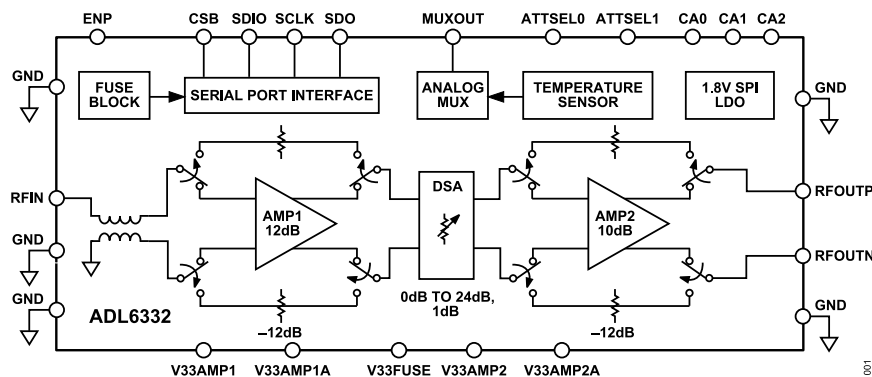 ENP CSB SDIO SCLK SDO MUXOUT ATTSEL0 ATTSEL1 CA0 CA1 CA2
GND
GND
FUSE
BLOCK
SERIAL PORT INTERFACE
ANALOG
MUX
TEMPERATURE
SENSOR
1.8V SPI
LDO
RFIN
AMP1
12dB
DSA
AMP2
10dB
RFOUTP
GND
RFOUTN
GND
GND
ADL6332
–12dB
0dB TO 24dB,
1dB
–12dB
V33AMP1 V33AMP1A V33FUSE V33AMP2 V33AMP2A
001